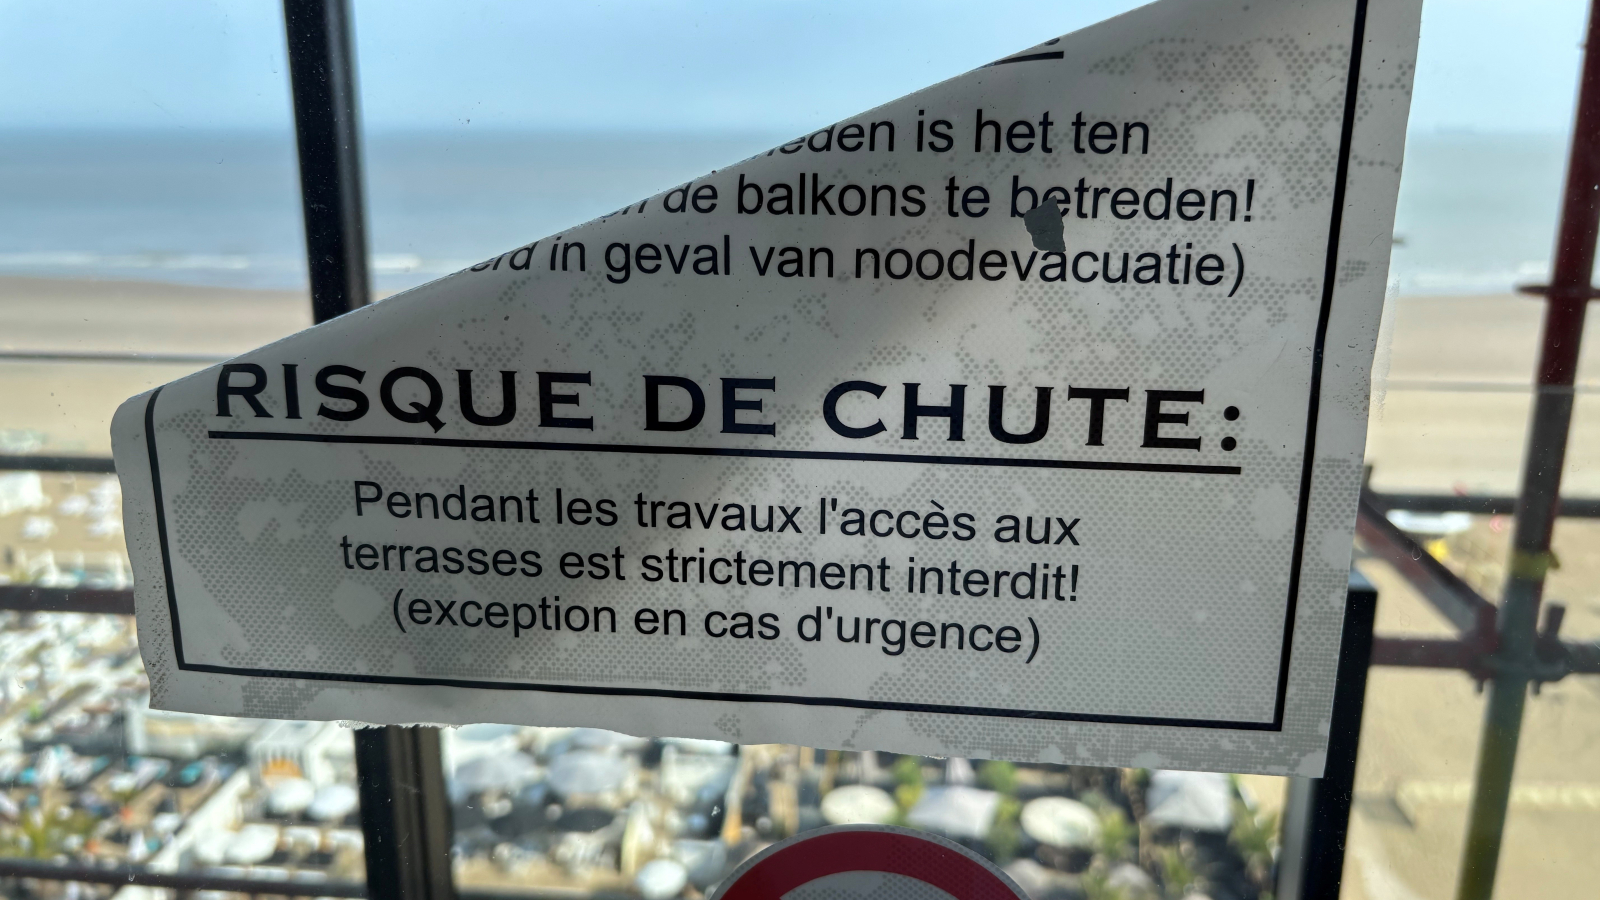 is het ten
de balkons te betreden!
in geval van noodevacuatie)
RISQUE DE CHUTE:
Pendant les travaux l'accès aux
terrasses est strictement interdit!
(exception en cas d'urgence)